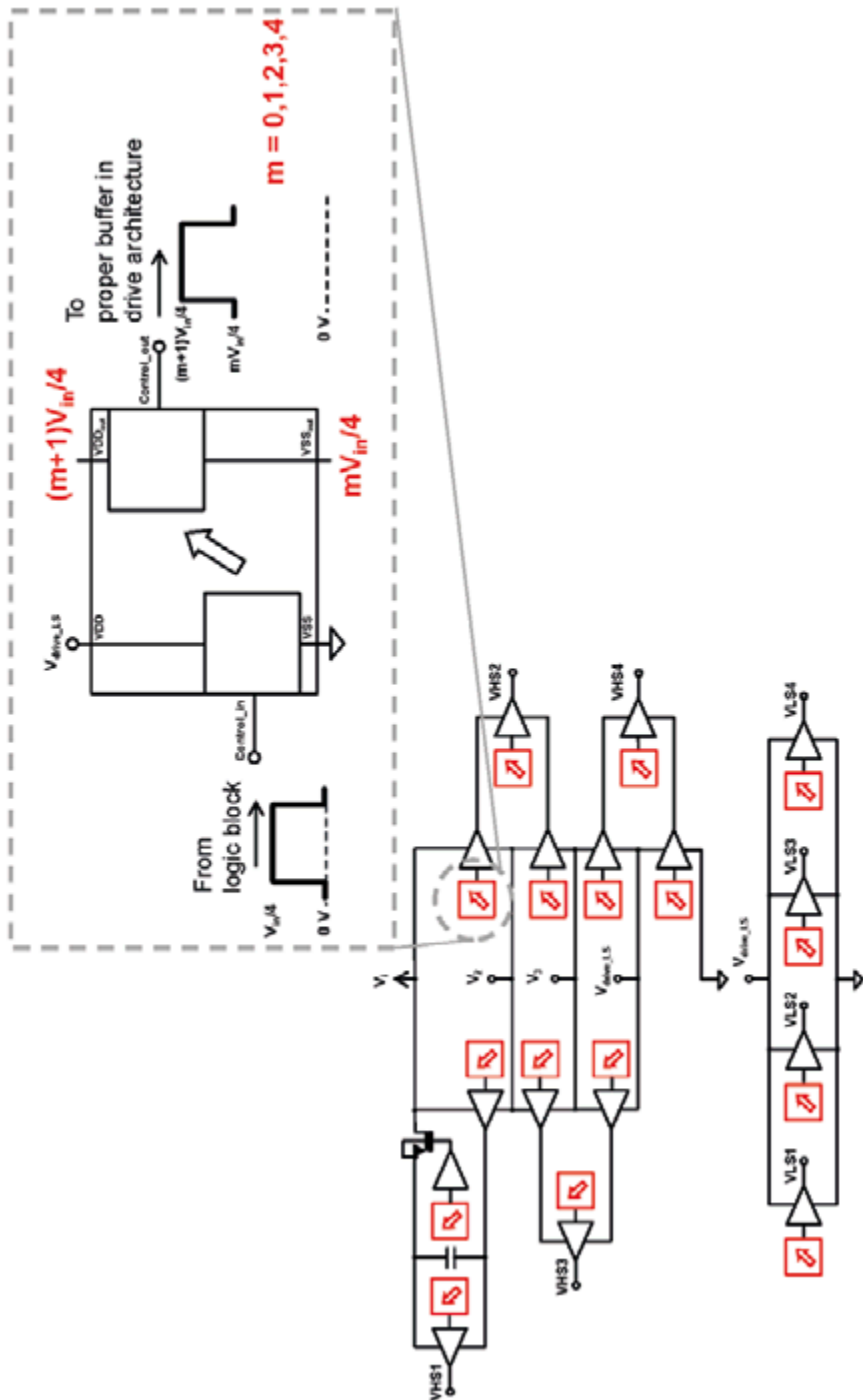 From
logic block
V_in/4
0 V
Control_in
V_drive_LS
VDD
VSS
(m+1)V_in/4
VDD_out
VSS_out
mV_in/4
Control_out
To
proper buffer in
drive architecture
(m+1)V_in/4
mV_in/4
0 V
m = 0,1,2,3,4
V_2
V_3
V_drive_LS
VHS1
VHS3
VHS2
VHS4
V_drive_LS
VLS1
VLS2
VLS3
VLS4